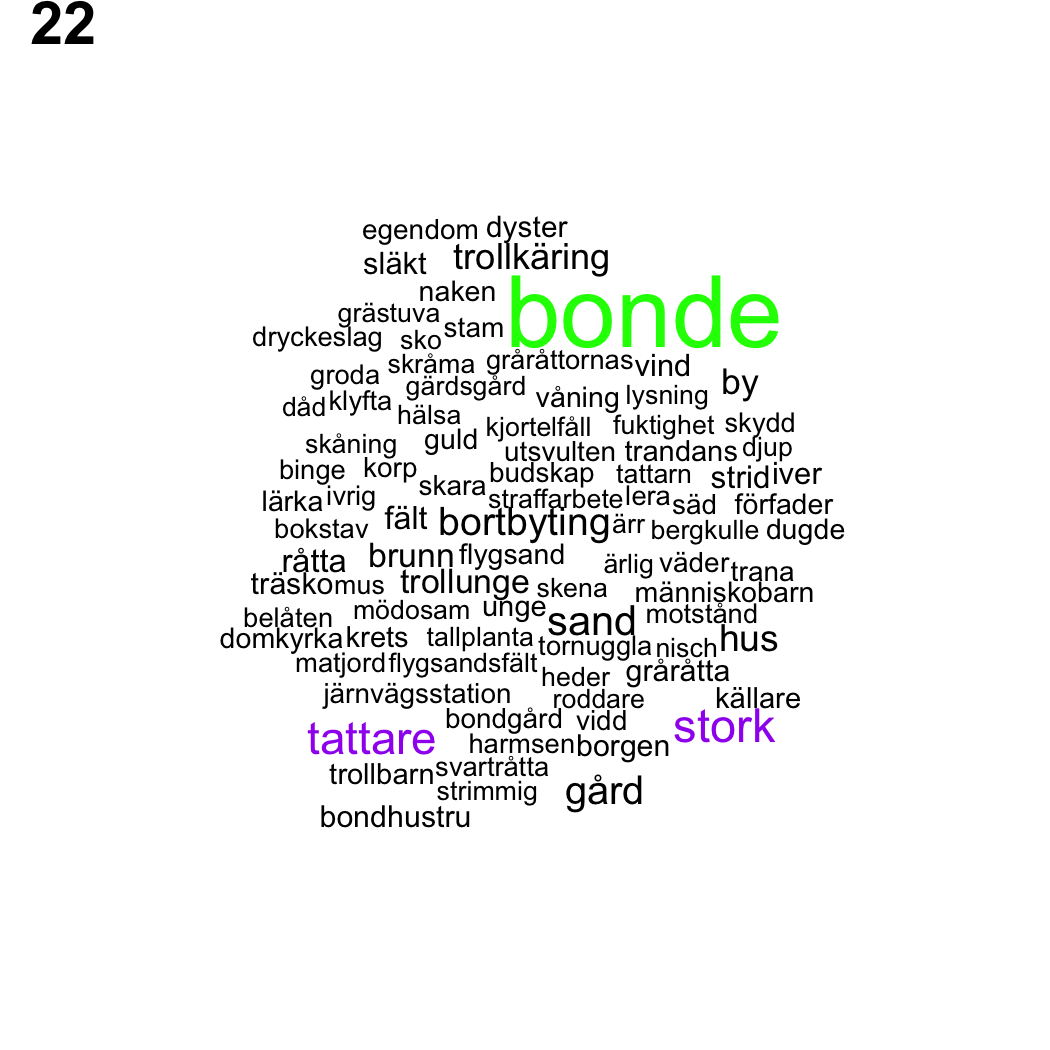 22
egendom dyster
släkt trollkäring
naken bonde
grästuva stam
dryckeslag sko
skråma gråråttornas vind
groda gärdsgård by
dåd klyfta våning lysning
hälsa kjortelfåll fuktighet skydd
skåning guld utsvulten trandans djup
binge korp budskap tattarn strid iver
lärka ivrig skara straffarbete lera säd förfader
bokstav fält bortbyting ärr bergkulle dugde
råtta brunn flygsand ärlig väder trana
träsko mus trollunge skena människobarn
belåten mödosam unge sand motstånd
domkyrka krets tallplanta tornuggla nisch hus
matjord flygsandsfält heder gråråtta
järnvägsstation roddare källare
tattare bondgård vidd stork
harmsen borgen
trollbarn svartråtta
strimmig gård
bondhustru